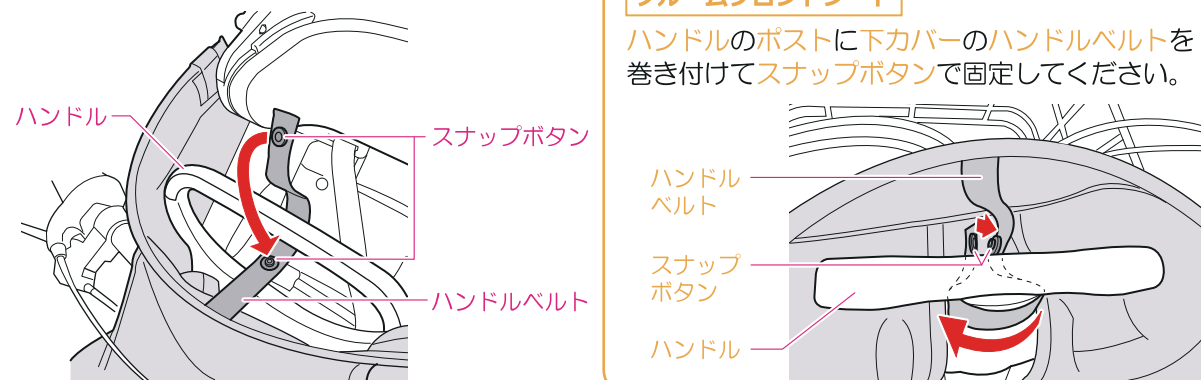 ハンドル
スナップボタン
ハンドルベルト
ハンドルのポストに下カバーのハンドルベルトを
巻き付けてスナップボタンで固定してください。
ハンドル
ベルト
スナップ
ボタン
ハンドル